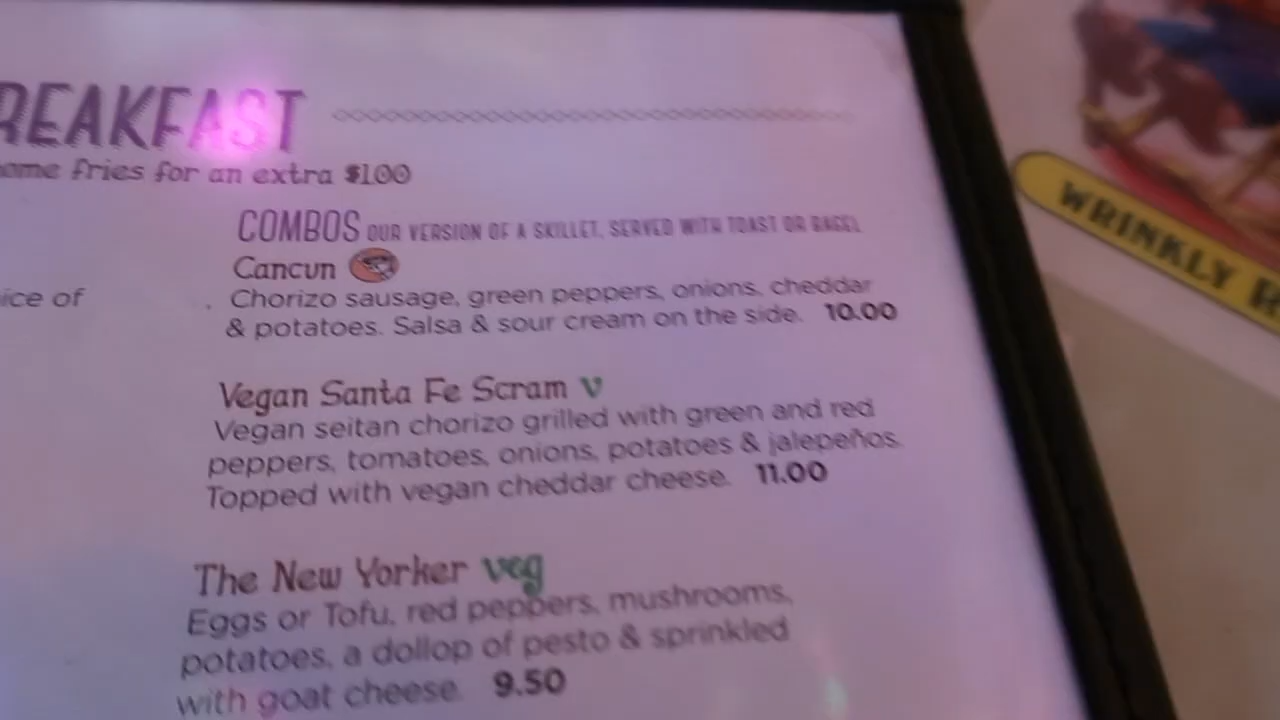 REAKFAST
ome fries for an extra $1.00
COMBOS OUR VERSION OF A SKILLET, SERVED WITH TOAST OR BAGEL
Cancun
ice of
. Chorizo sausage, green peppers, onions, cheddar
& potatoes. Salsa & sour cream on the side. 10.00
Vegan Santa Fe Scram V
Vegan seitan chorizo grilled with green and red
peppers, tomatoes, onions, potatoes & jalepeños.
Topped with vegan cheddar cheese. 11.00
The New Yorker veg
Eggs or Tofu, red peppers, mushrooms,
potatoes, a dollop of pesto & sprinkled
with goat cheese. 9.50
WRINKLY